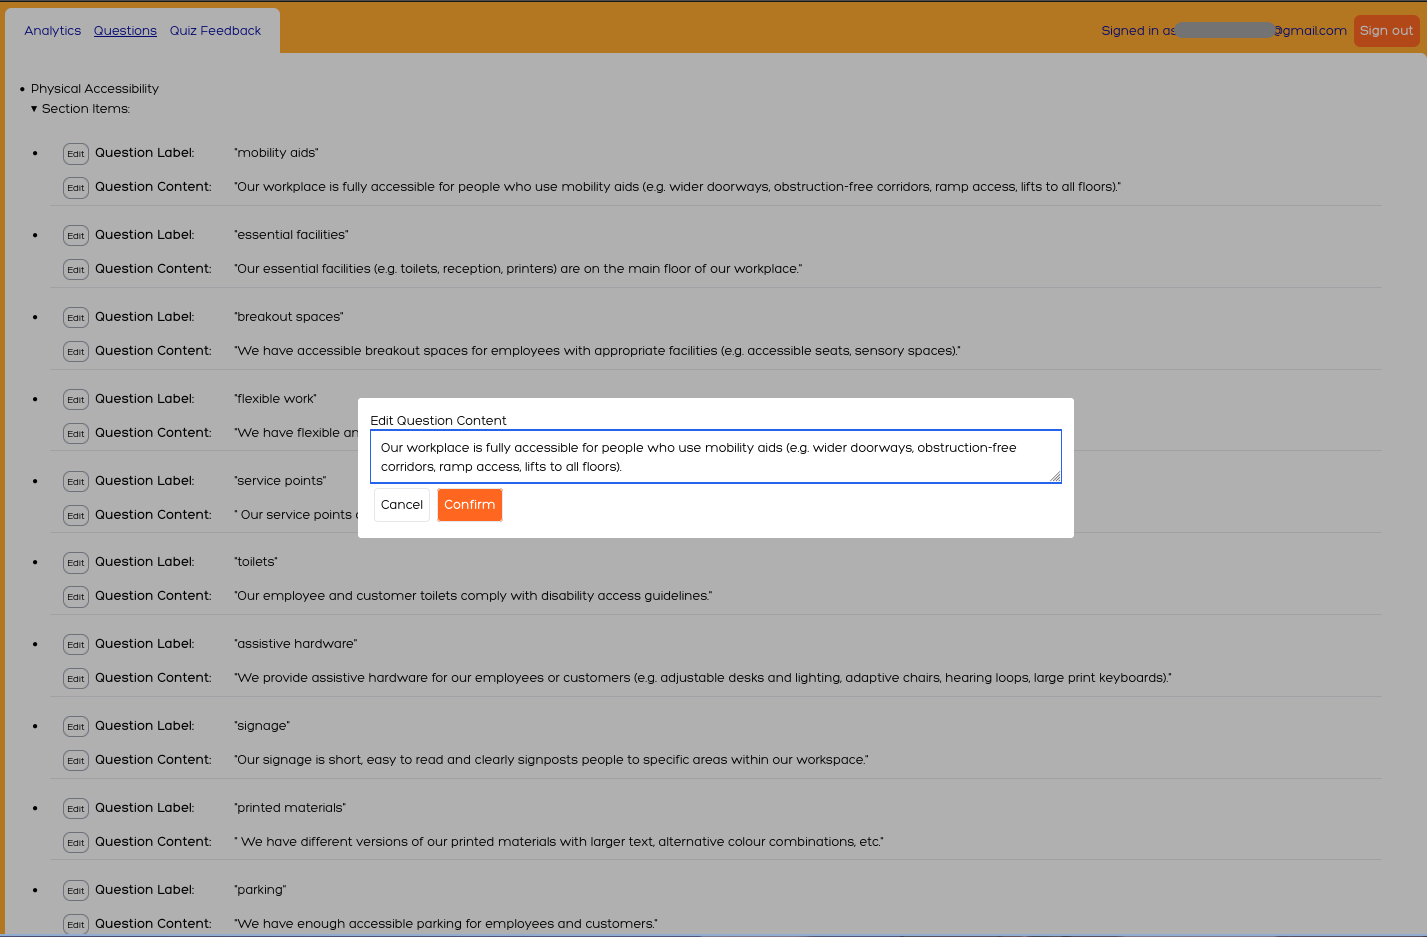 Analytics Questions Quiz Feedback
Signed in as @gmail.com Sign out
Physical Accessibility
▾ Section Items:
Edit Question Label: "mobility aids"
Edit Question Content: "Our workplace is fully accessible for people who use mobility aids (e.g. wider doorways, obstruction-free corridors, ramp access, lifts to all floors)."
Edit Question Label: "essential facilities"
Edit Question Content: "Our essential facilities (e.g. toilets, reception, printers) are on the main floor of our workplace."
Edit Question Label: "breakout spaces"
Edit Question Content: "We have accessible breakout spaces for employees with appropriate facilities (e.g. accessible seats, sensory spaces)."
Edit Question Label: "flexible work"
Edit Question Content: "We have flexible
Edit Question Label: "service points"
Edit Question Content: " Our service points
Edit Question Content
Our workplace is fully accessible for people who use mobility aids (e.g. wider doorways, obstruction-free
corridors, ramp access, lifts to all floors).
Cancel Confirm
Edit Question Label: "toilets"
Edit Question Content: "Our employee and customer toilets comply with disability access guidelines."
Edit Question Label: "assistive hardware"
Edit Question Content: "We provide assistive hardware for our employees or customers (e.g. adjustable desks and lighting, adaptive chairs, hearing loops, large print keyboards)."
Edit Question Label: "signage"
Edit Question Content: "Our signage is short, easy to read and clearly signposts people to specific areas within our workspace."
Edit Question Label: "printed materials"
Edit Question Content: " We have different versions of our printed materials with larger text, alternative colour combinations, etc."
Edit Question Label: "parking"
Edit Question Content: "We have enough accessible parking for employees and customers."